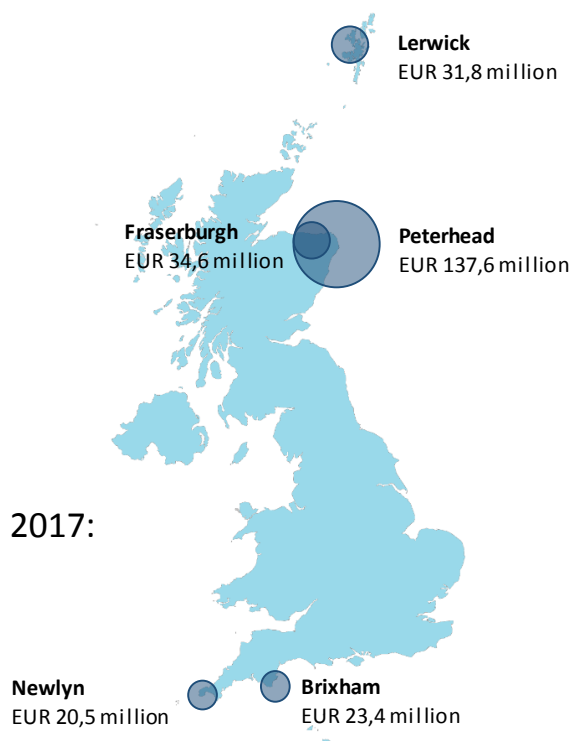 Lerwick
EUR 31,8 million
Fraserburgh
EUR 34,6 million
Peterhead
EUR 137,6 million
2017:
Newlyn
EUR 20,5 million
Brixham
EUR 23,4 million